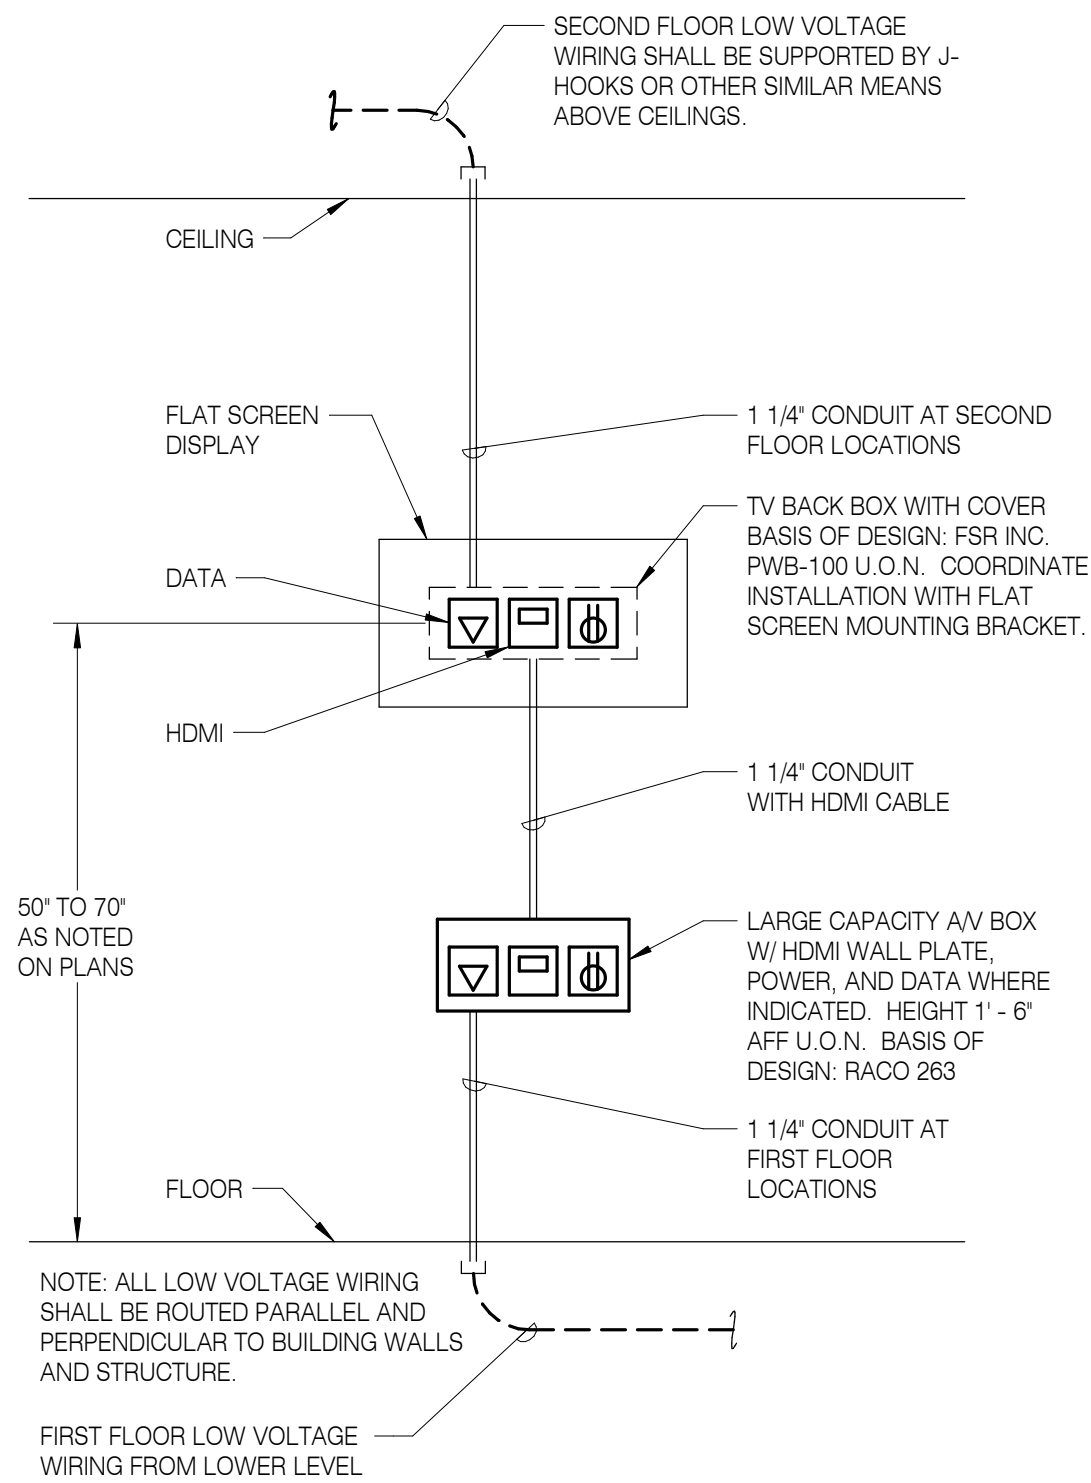 SECOND FLOOR LOW VOLTAGE
WIRING SHALL BE SUPPORTED BY J-
HOOKS OR OTHER SIMILAR MEANS
ABOVE CEILINGS.
CEILING
FLAT SCREEN
DISPLAY
1 1/4" CONDUIT AT SECOND
FLOOR LOCATIONS
TV BACK BOX WITH COVER
BASIS OF DESIGN: FSR INC.
PWB-100 U.O.N. COORDINATE
INSTALLATION WITH FLAT
SCREEN MOUNTING BRACKET.
DATA
HDMI
1 1/4" CONDUIT
WITH HDMI CABLE
50" TO 70"
AS NOTED
ON PLANS
LARGE CAPACITY A/V BOX
W/ HDMI WALL PLATE,
POWER, AND DATA WHERE
INDICATED. HEIGHT 1' - 6"
AFF U.O.N. BASIS OF
DESIGN: RACO 263
1 1/4" CONDUIT AT
FIRST FLOOR
LOCATIONS
FLOOR
NOTE: ALL LOW VOLTAGE WIRING
SHALL BE ROUTED PARALLEL AND
PERPENDICULAR TO BUILDING WALLS
AND STRUCTURE.
FIRST FLOOR LOW VOLTAGE
WIRING FROM LOWER LEVEL